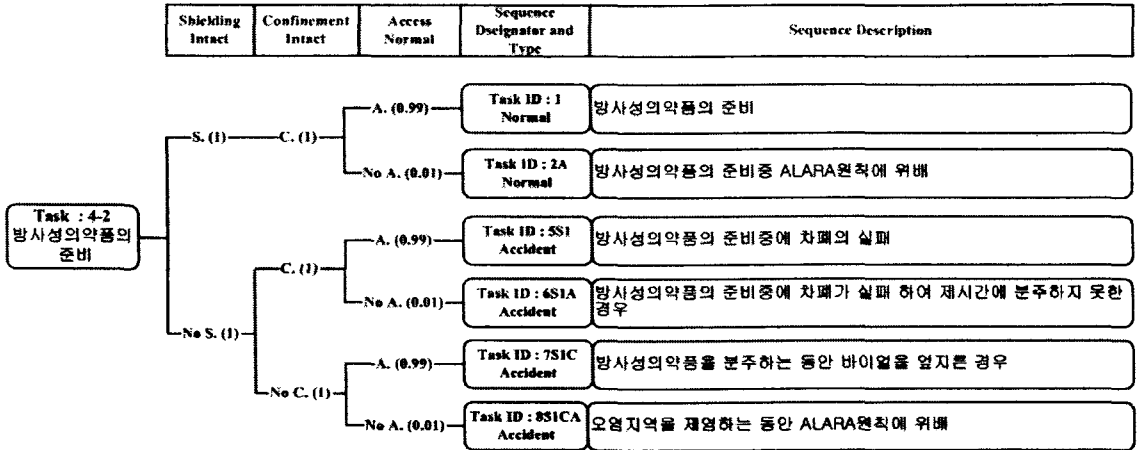 Shielding
Intact
Confinement
Intact
Access
Normal
Sequence
Dseignator and
Type
Sequence Description
A. (0.99)
Task ID : 1
Normal
방사성의약품의 준비
S. (1)
C. (1)
No A. (0.01)
Task ID : 2A
Normal
방사성의약품의 준비중 ALARA원칙에 위배
Task : 4-2
방사성의약품의
준비
A. (0.99)
Task ID : 5S1
Accident
방사성의약품의 준비중에 차폐의 실패
C. (1)
No A. (0.01)
Task ID : 6S1A
Accident
방사성의약품의 준비중에 차폐가 실패 하여 제시간에 분주하지 못한
경우
No S. (1)
A. (0.99)
Task ID : 7S1C
Accident
방사성의약품을 분주하는 동안 바이얼을 엎지른 경우
No C. (1)
No A. (0.01)
Task ID : 8S1CA
Accident
오염지역을 제염하는 동안 ALARA원칙에 위배